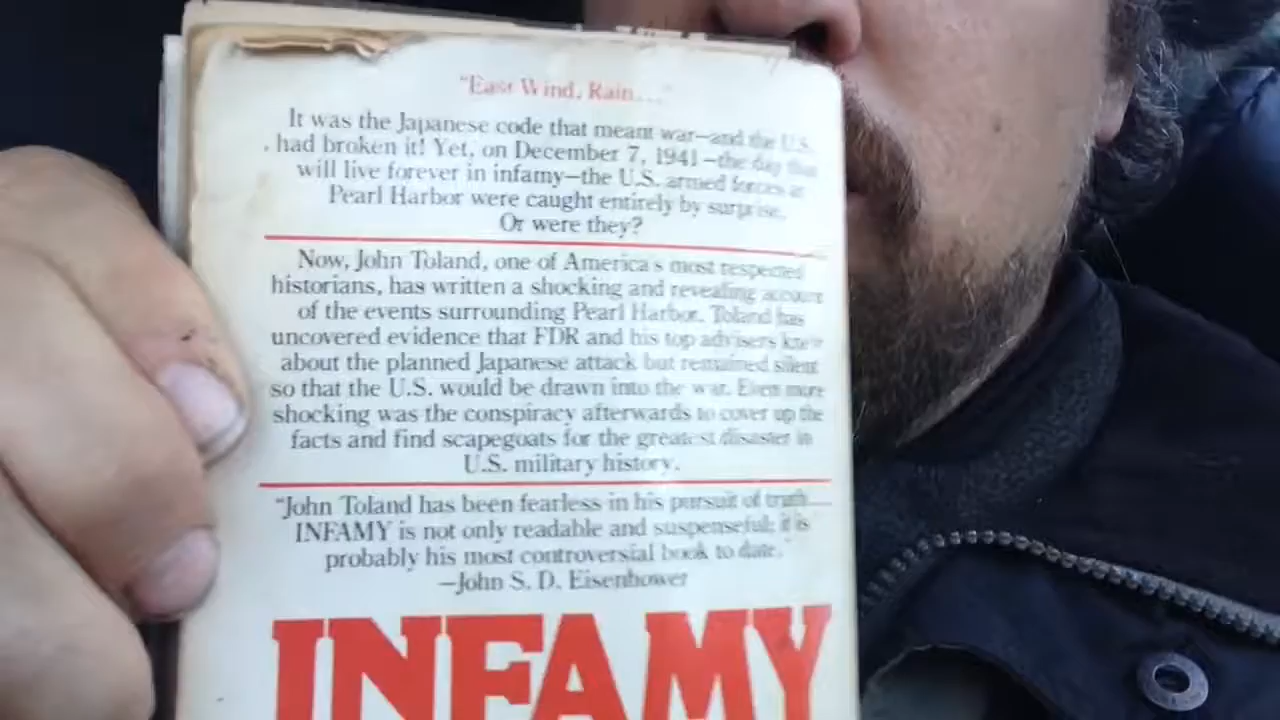 "East Wind, Rain..."
It was the Japanese code that meant war—and the U.S.
had broken it! Yet, on December 7, 1941—the day that
will live forever in infamy—the U.S. armed forces at
Pearl Harbor were caught entirely by surprise.
Or were they?
Now, John Toland, one of America's most respected
historians, has written a shocking and revealing account
of the events surrounding Pearl Harbor. Toland has
uncovered evidence that FDR and his top advisers knew
about the planned Japanese attack but remained silent
so that the U.S. would be drawn into the war. Even more
shocking was the conspiracy afterwards to cover up the
facts and find scapegoats for the greatest disaster in
U.S. military history.
"John Toland has been fearless in his pursuit of truth—
INFAMY is not only readable and suspenseful; it is
probably his most controversial book to date."
—John S. D. Eisenhower
INFAMY